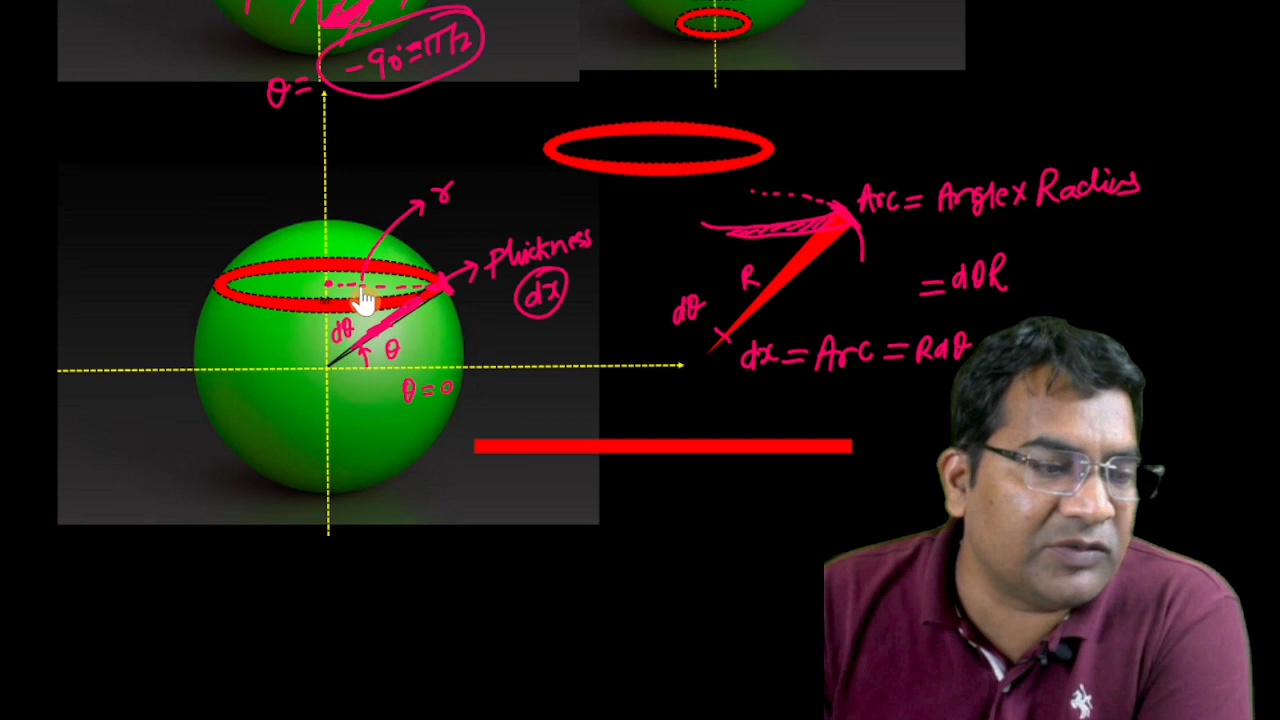 θ = -90° = π/2
r
Thickness
dx
dθ
θ
θ = 0
Arc = Angle x Radius
= dθR
R
dθ
dx = Arc = Rdθ